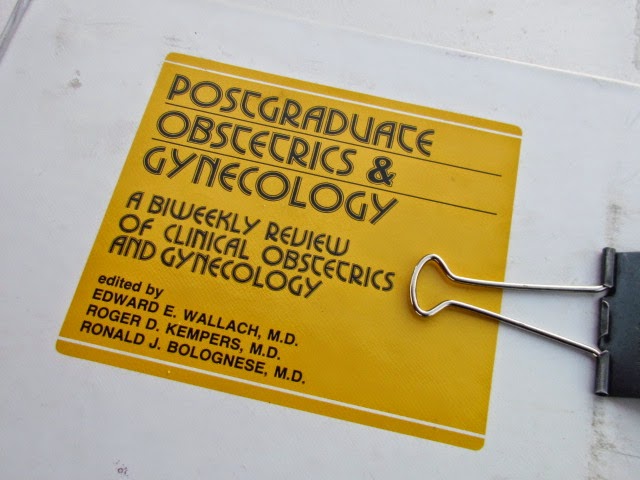 POSTGRADUATE
OBSTETRICS &
GYNECOLOGY
A BIWEEKLY REVIEW
OF CLINICAL OBSTETRICS
AND GYNECOLOGY
edited by
EDWARD E. WALLACH, M.D.
ROGER D. KEMPERS, M.D.
RONALD J. BOLOGNESE, M.D.